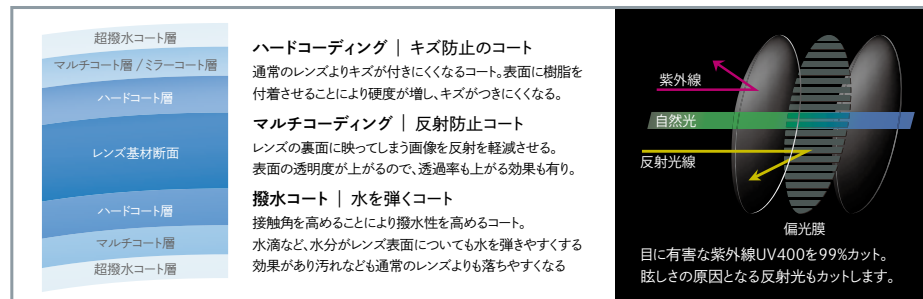 超撥水コート層
マルチコート層/ミラーコート層
ハードコート層
レンズ基材断面
ハードコート層
マルチコート層
超撥水コート層
ハードコーディング | キズ防止のコート
通常のレンズよりキズが付きにくくなるコート。表面に樹脂を
付着させることにより硬度が増し、キズがつきにくくなる。
マルチコーディング | 反射防止コート
レンズの裏面に映ってしまう画像を反射を軽減させる。
表面の透明度が上がるので、透過率も上がる効果も有り。
撥水コート | 水を弾くコート
接触角を高めることにより撥水性を高めるコート。
水滴など、水分がレンズ表面についても水を弾きやすくする
効果があり汚れなども通常のレンズよりも落ちやすくなる
紫外線
自然光
反射光線
偏光膜
目に有害な紫外線UV400を99%カット。
眩しさの原因となる反射光もカットします。